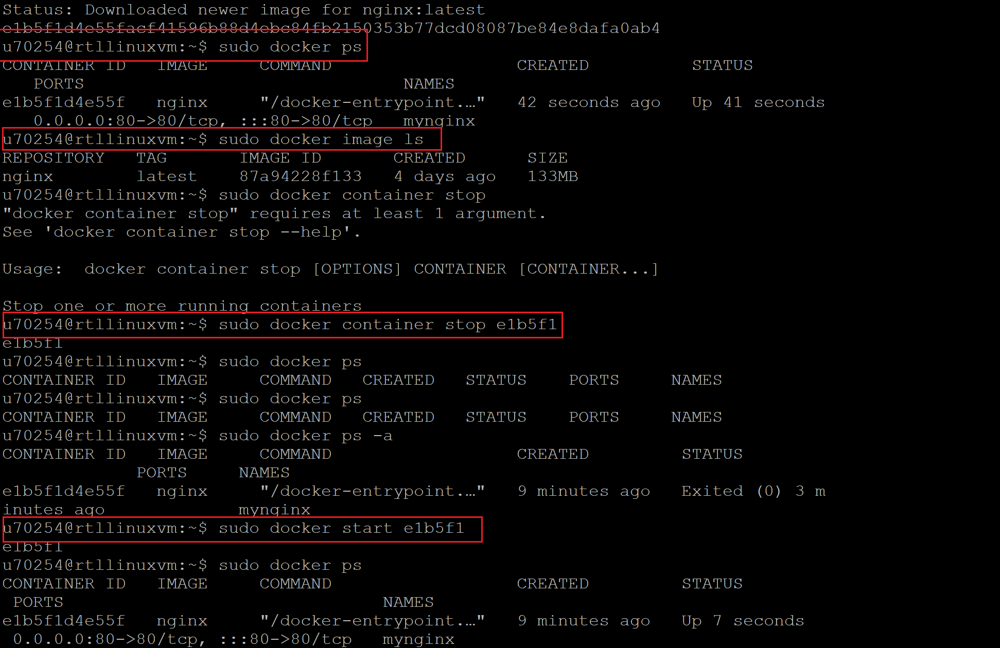 Status: Downloaded newer image for nginx:latest
e1b5f1d4e55facf41596b88d4ebc84fb2150353b77dcd08087be84e8dafa0ab4
u70254@rtllinuxvm:~$ sudo docker ps
CONTAINER ID   IMAGE     COMMAND                  CREATED          STATUS
   PORTS                               NAMES
e1b5f1d4e55f   nginx     "/docker-entrypoint.…"   42 seconds ago   Up 41 seconds
   0.0.0.0:80->80/tcp, :::80->80/tcp   mynginx
u70254@rtllinuxvm:~$ sudo docker image ls
REPOSITORY   TAG       IMAGE ID       CREATED      SIZE
nginx        latest    87a94228f133   4 days ago   133MB
u70254@rtllinuxvm:~$ sudo docker container stop
"docker container stop" requires at least 1 argument.
See 'docker container stop --help'.
Usage:  docker container stop [OPTIONS] CONTAINER [CONTAINER...]
Stop one or more running containers
u70254@rtllinuxvm:~$ sudo docker container stop e1b5f1
e1b5f1
u70254@rtllinuxvm:~$ sudo docker ps
CONTAINER ID   IMAGE     COMMAND   CREATED   STATUS    PORTS     NAMES
u70254@rtllinuxvm:~$ sudo docker ps
CONTAINER ID   IMAGE     COMMAND   CREATED   STATUS    PORTS     NAMES
u70254@rtllinuxvm:~$ sudo docker ps -a
CONTAINER ID   IMAGE     COMMAND                  CREATED         STATUS
             PORTS     NAMES
e1b5f1d4e55f   nginx     "/docker-entrypoint.…"   9 minutes ago   Exited (0) 3 m
inutes ago             mynginx
u70254@rtllinuxvm:~$ sudo docker start e1b5f1
e1b5f1
u70254@rtllinuxvm:~$ sudo docker ps
CONTAINER ID   IMAGE     COMMAND                  CREATED         STATUS
 PORTS                               NAMES
e1b5f1d4e55f   nginx     "/docker-entrypoint.…"   9 minutes ago   Up 7 seconds
 0.0.0.0:80->80/tcp, :::80->80/tcp   mynginx